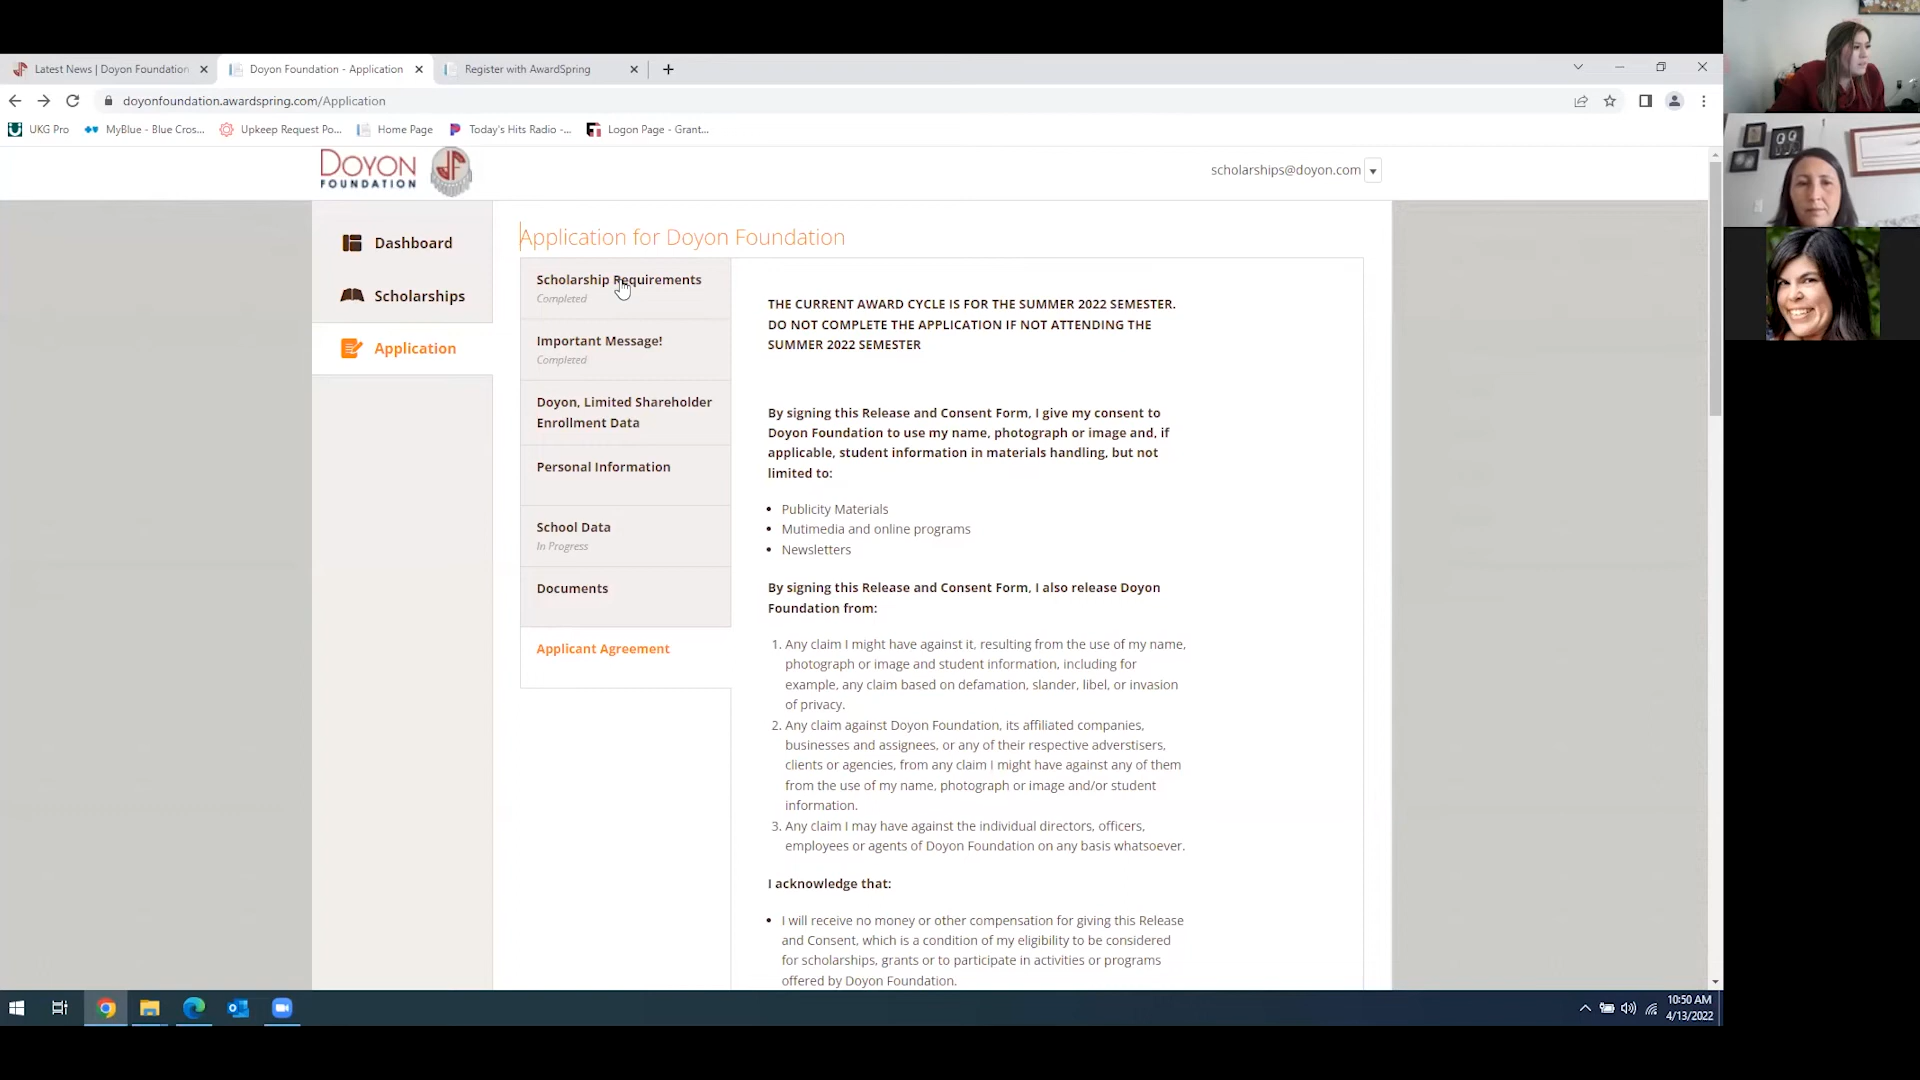 Latest News | Doyon Foundation
Doyon Foundation - Application
Register with AwardSpring
doyonfoundation.awardspring.com/Application
UKG Pro
MyBlue - Blue Cros...
Upkeep Request Po...
Home Page
Today's Hits Radio -...
Logon Page - Grant...
DOYON
FOUNDATION
scholarships@doyon.com
Dashboard
Scholarships
Application
Application for Doyon Foundation
Scholarship Requirements
Completed
Important Message!
Completed
Doyon, Limited Shareholder
Enrollment Data
Personal Information
School Data
In Progress
Documents
Applicant Agreement
THE CURRENT AWARD CYCLE IS FOR THE SUMMER 2022 SEMESTER.
DO NOT COMPLETE THE APPLICATION IF NOT ATTENDING THE
SUMMER 2022 SEMESTER
By signing this Release and Consent Form, I give my consent to
Doyon Foundation to use my name, photograph or image and, if
applicable, student information in materials handling, but not
limited to:
• Publicity Materials
• Mutimedia and online programs
• Newsletters
By signing this Release and Consent Form, I also release Doyon
Foundation from:
1. Any claim I might have against it, resulting from the use of my name,
photograph or image and student information, including for
example, any claim based on defamation, slander, libel, or invasion
of privacy.
2. Any claim against Doyon Foundation, its affiliated companies,
businesses and assignees, or any of their respective adverstisers,
clients or agencies, from any claim I might have against any of them
from the use of my name, photograph or image and/or student
information.
3. Any claim I may have against the individual directors, officers,
employees or agents of Doyon Foundation on any basis whatsoever.
I acknowledge that:
• I will receive no money or other compensation for giving this Release
and Consent, which is a condition of my eligibility to be considered
for scholarships, grants or to participate in activities or programs
offered by Doyon Foundation.
10:50 AM
4/13/2022